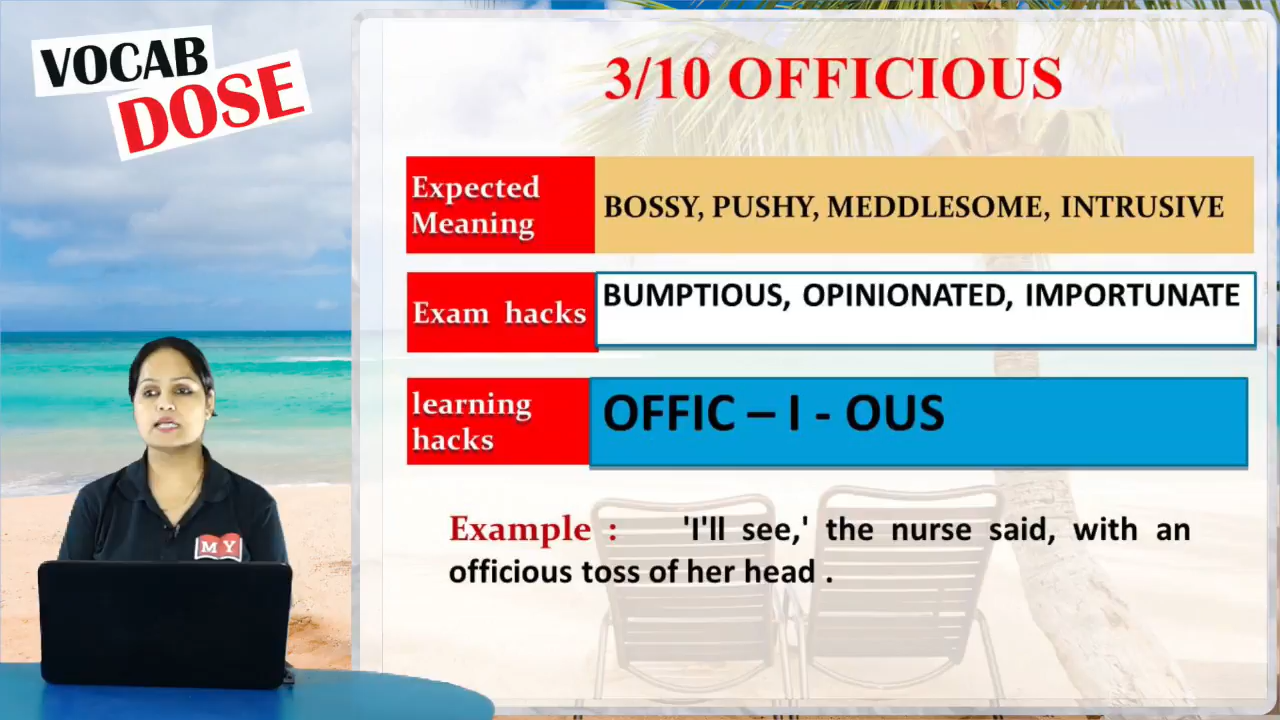 VOCAB
DOSE
3/10 OFFICIOUS
Expected
Meaning
BOSSY, PUSHY, MEDDLESOME, INTRUSIVE
Exam hacks
BUMPTIOUS, OPINIONATED, IMPORTUNATE
learning
hacks
OFFIC – I - OUS
Example : 'I'll see,' the nurse said, with an
officious toss of her head .
M Y